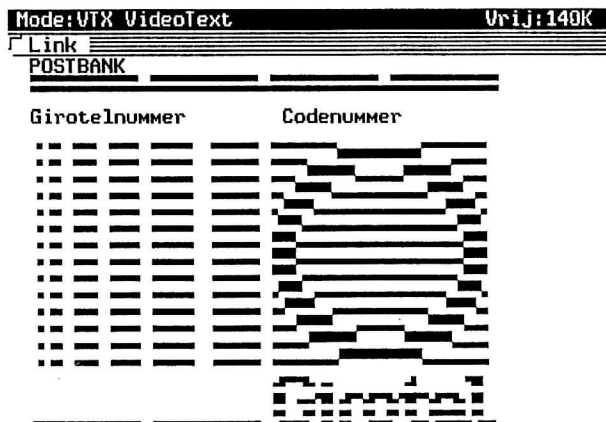 Mode:VTX VideoText Vrij:140K
Link
POSTBANK
Girotelnummer Codenummer